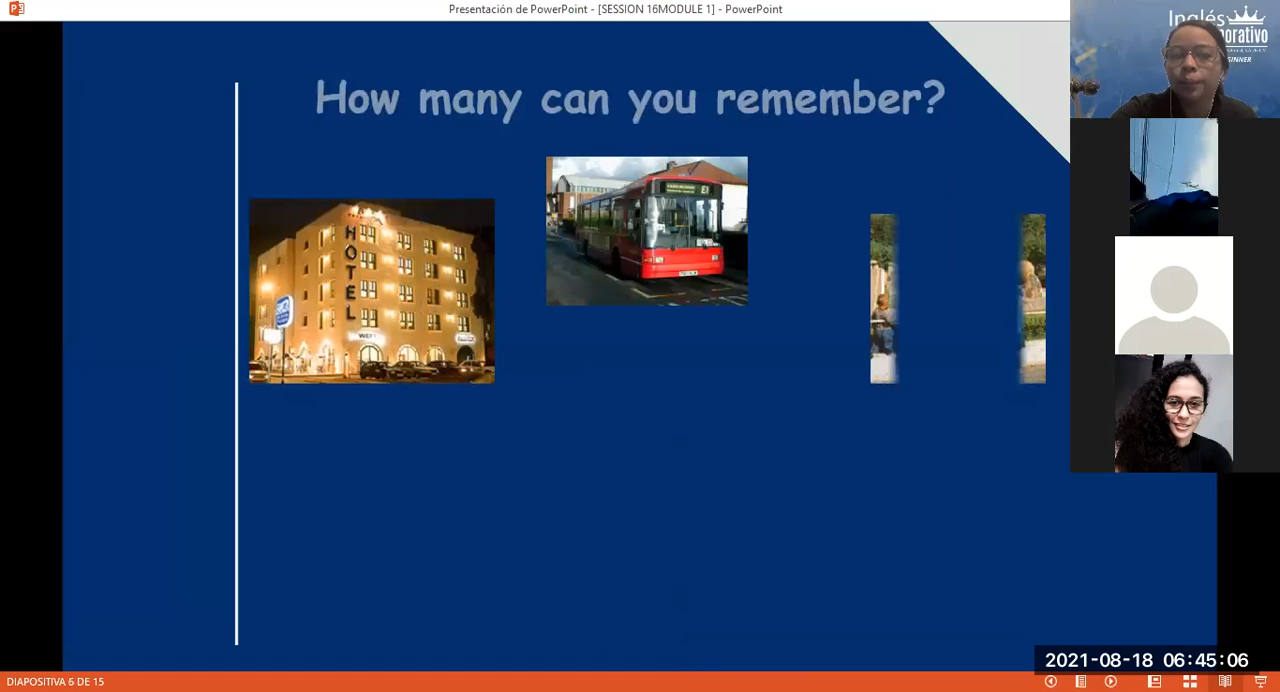 Presentación de PowerPoint - [SESSION 16MODULE 1] - PowerPoint
Inglés
How many can you remember?
E1
HOTEL
2021-08-18 06:45:06
DIAPOSITIVA 6 DE 15